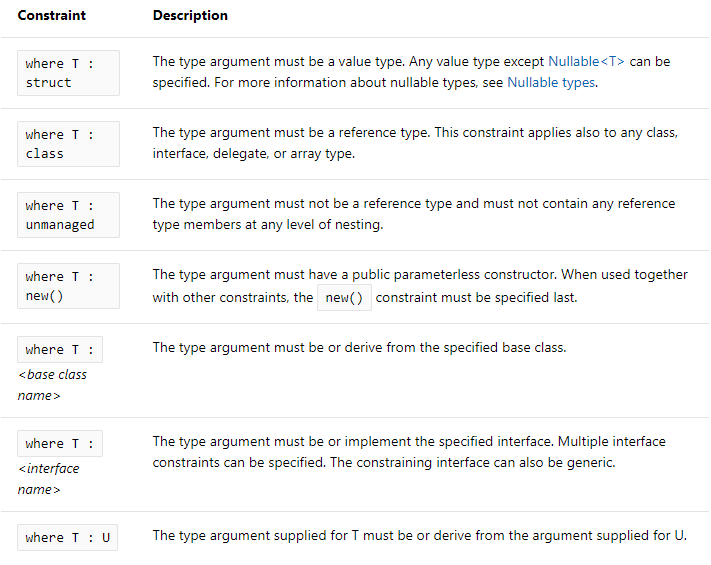 Constraint Description
where T : struct
The type argument must be a value type. Any value type except Nullable<T> can be
specified. For more information about nullable types, see Nullable types.
where T : class
The type argument must be a reference type. This constraint applies also to any class,
interface, delegate, or array type.
where T : unmanaged
The type argument must not be a reference type and must not contain any reference
type members at any level of nesting.
where T : new()
The type argument must have a public parameterless constructor. When used together
with other constraints, the new() constraint must be specified last.
where T :
<base class
name>
The type argument must be or derive from the specified base class.
where T :
<interface
name>
The type argument must be or implement the specified interface. Multiple interface
constraints can be specified. The constraining interface can also be generic.
where T : U
The type argument supplied for T must be or derive from the argument supplied for U.